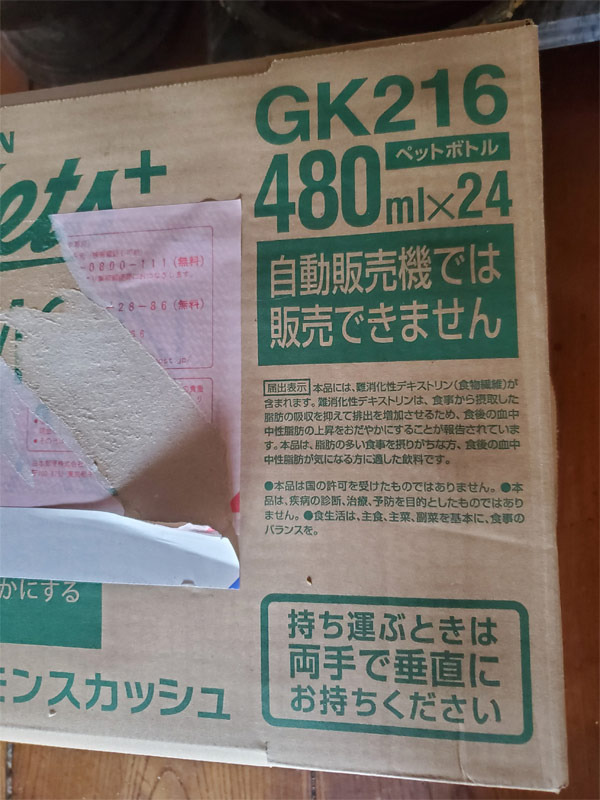 GK216
ets+
480
ペットボトル
ml×24
自動販売機では
販売できません
0800-111(無料)
28-86(無料)
届出表示 本品には、難消化性デキストリン(食物繊維)が
含まれます。難消化性デキストリンは、食事から摂取した
脂肪の吸収を抑えて排出を増加させるため、食後の血中
中性脂肪の上昇をおだやかにすることが報告されていま
す。本品は、脂肪の多い食事を摂りがちな方、食後の血中
中性脂肪が気になる方に適した飲料です。
●本品は国の許可を受けたものではありません。●本
品は、疾病の診断、治療、予防を目的としたものではあり
ません。●食生活は、主食、主菜、副菜を基本に、食事の
バランスを。
かにする
モンスカッシュ
持ち運ぶときは
両手で垂直に
お持ちください